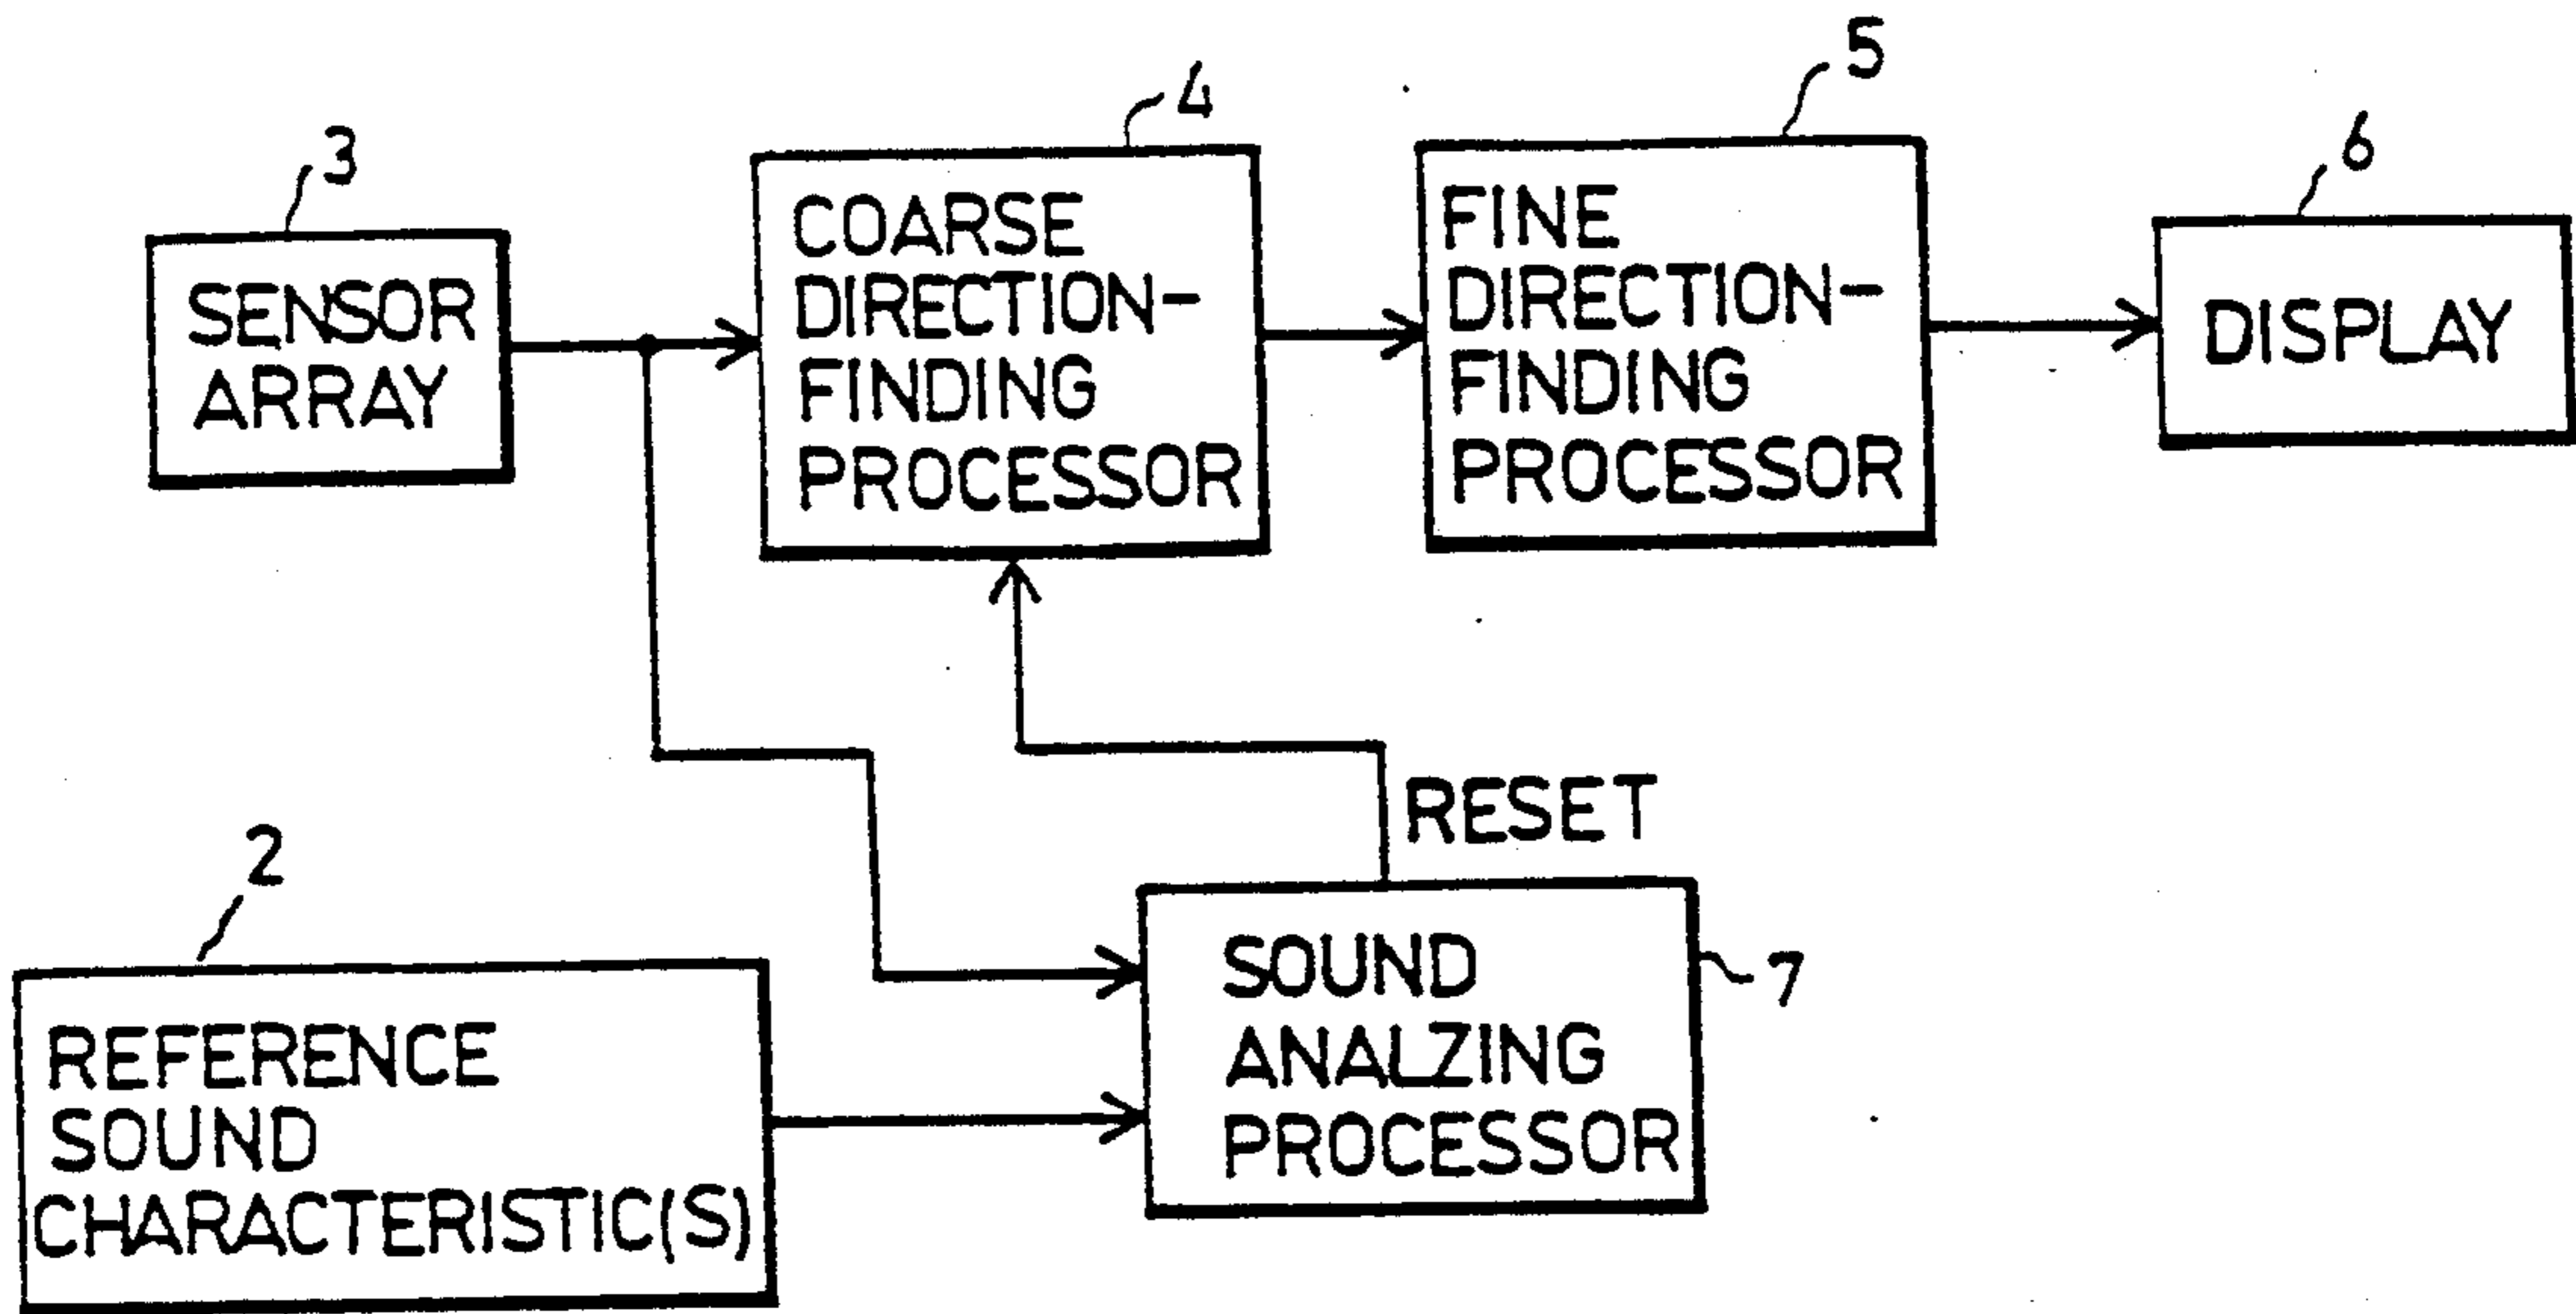 3
SENSOR
ARRAY
4
COARSE
DIRECTION-
FINDING
PROCESSOR
5
FINE
DIRECTION-
FINDING
PROCESSOR
6
DISPLAY
RESET
2
REFERENCE
SOUND
CHARACTERISTIC(S)
SOUND
ANALZING
PROCESSOR
7